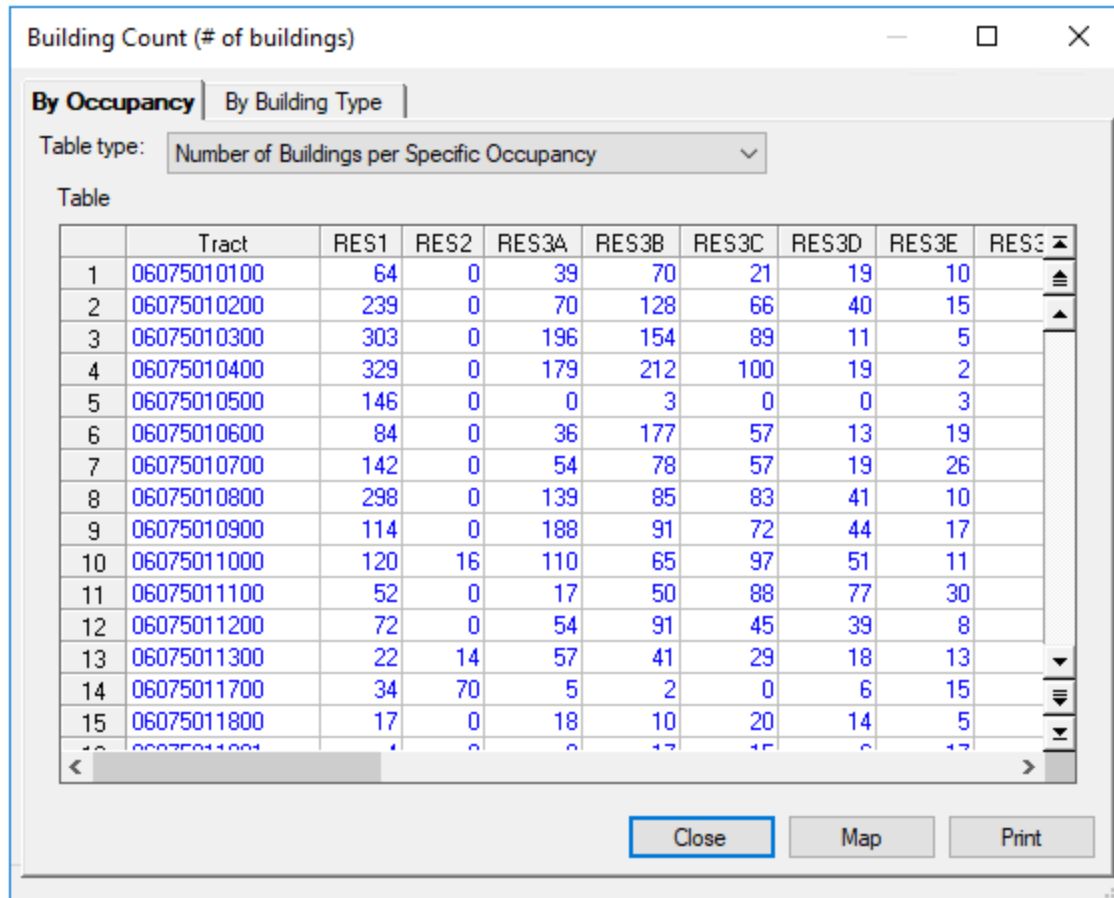 Building Count (# of buildings)
By Occupancy By Building Type
Table type: Number of Buildings per Specific Occupancy
Table
Tract RES1 RES2 RES3A RES3B RES3C RES3D RES3E RES3
1 06075010100 64 0 39 70 21 19 10
2 06075010200 239 0 70 128 66 40 15
3 06075010300 303 0 196 154 89 11 5
4 06075010400 329 0 179 212 100 19 2
5 06075010500 146 0 0 3 0 0 3
6 06075010600 84 0 36 177 57 13 19
7 06075010700 142 0 54 78 57 19 26
8 06075010800 298 0 139 85 83 41 10
9 06075010900 114 0 188 91 72 44 17
10 06075011000 120 16 110 65 97 51 11
11 06075011100 52 0 17 50 88 77 30
12 06075011200 72 0 54 91 45 39 8
13 06075011300 22 14 57 41 29 18 13
14 06075011700 34 70 5 2 0 6 15
15 06075011800 17 0 18 10 20 14 5
Close Map Print